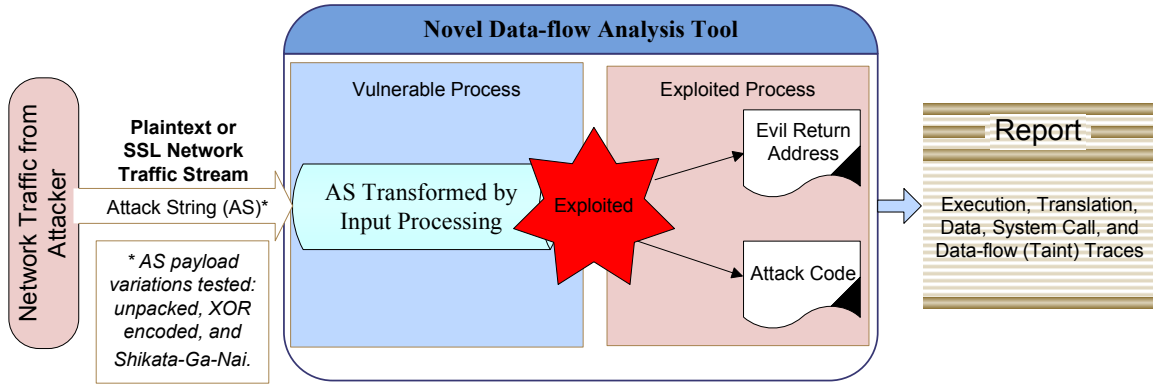 Novel Data-flow Analysis Tool
Network Traffic from
Attacker
Plaintext or
SSL Network
Traffic Stream
Attack String (AS)*
* AS payload
variations tested:
unpacked, XOR
encoded, and
Shikata-Ga-Nai.
Vulnerable Process
AS Transformed by
Input Processing
Exploited
Exploited Process
Evil Return
Address
Attack Code
Report
Execution, Translation,
Data, System Call, and
Data-flow (Taint) Traces